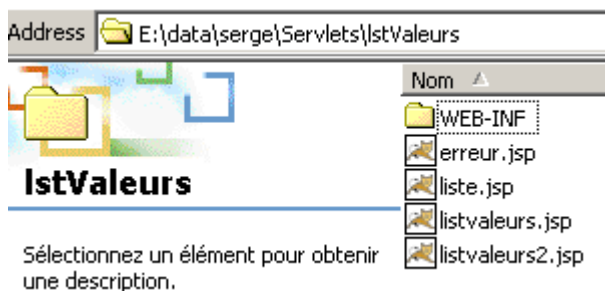 Address E:\data\serge\Servlets\lstValeurs
Nom
WEB-INF
erreur.jsp
liste.jsp
listvaleurs.jsp
listvaleurs2.jsp
lstValeurs
Sélectionnez un élément pour obtenir
une description.